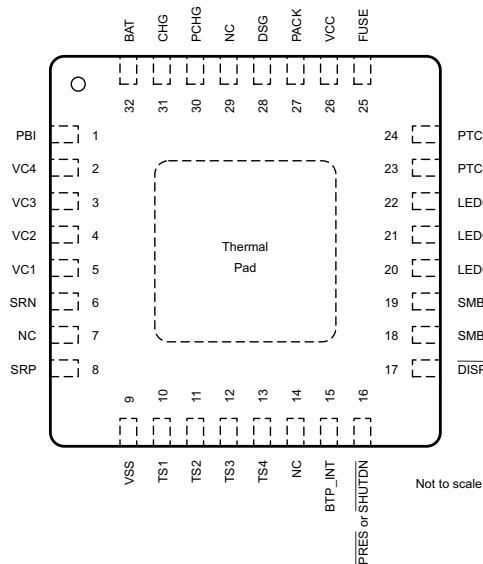 BAT CHG PCHG NC DSG PACK VCC FUSE
32 31 30 29 28 27 26 25
PBI 1 24 PTC
VC4 2 23 PTC
VC3 3 22
VC2 4 21
VC1 5 20
SRN 6 19
NC 7 18
SRP 8 17
Thermal
Pad
9 10 11 12 13 14 15 16
VSS TS1 TS2 TS3 TS4 NC BTP_INT PRES or SHUTDN
Not to scale